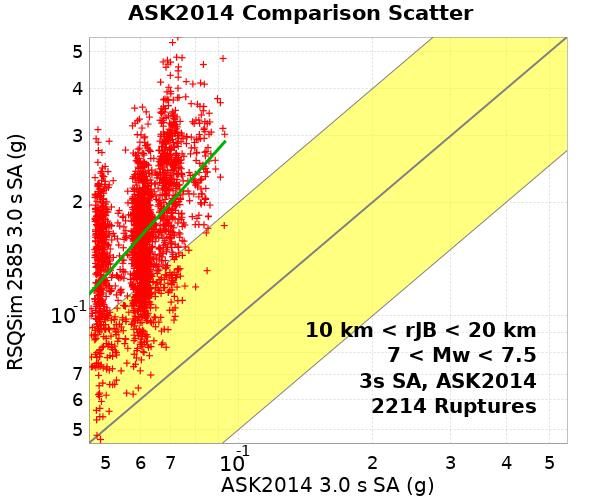 ASK2014 Comparison Scatter
RSQSim 2585 3.0 s SA (g)
5
4
3
2
10-1
7
6
5
10 km < rJB < 20 km
7 < Mw < 7.5
3s SA, ASK2014
2214 Ruptures
5 6 7 10-1 2 3 4 5
ASK2014 3.0 s SA (g)